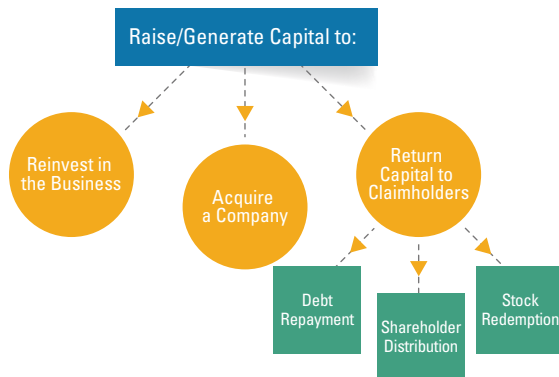 Raise/Generate Capital to:
Reinvest in
the Business
Acquire
a Company
Return
Capital to
Claimholders
Debt
Repayment
Shareholder
Distribution
Stock
Redemption